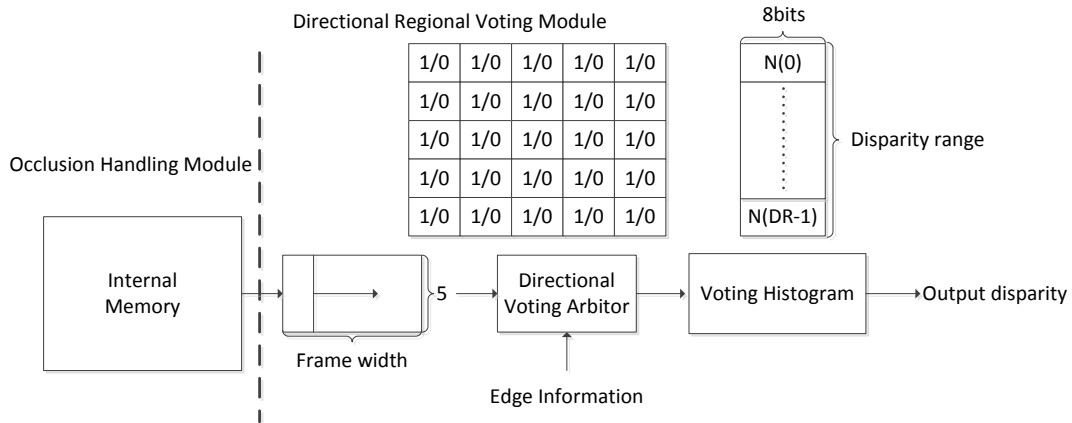 Directional Regional Voting Module
8bits
1/0 1/0 1/0 1/0 1/0
1/0 1/0 1/0 1/0 1/0
1/0 1/0 1/0 1/0 1/0
1/0 1/0 1/0 1/0 1/0
1/0 1/0 1/0 1/0 1/0
N(0)
N(DR-1)
Disparity range
Occlusion Handling Module
Internal
Memory
5
Frame width
Directional
Voting Arbitor
Edge Information
Voting Histogram
Output disparity